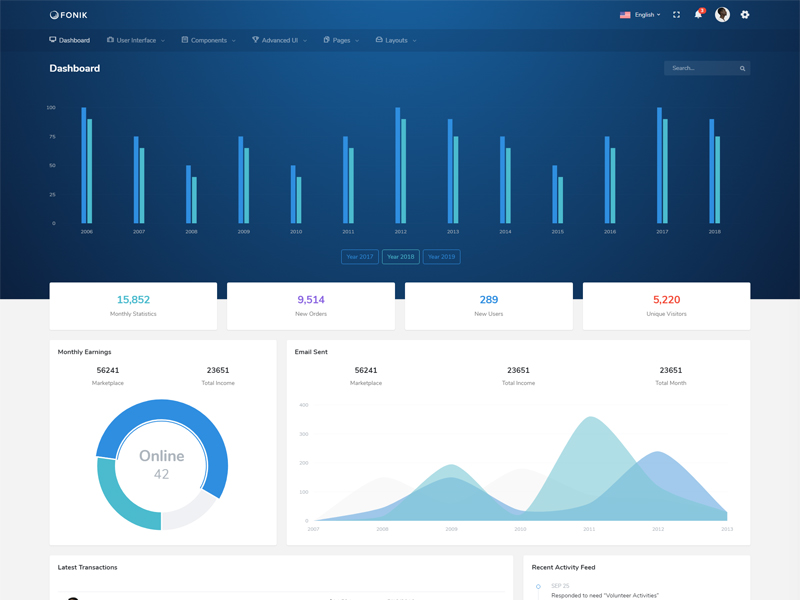 FONIK
English
3
Dashboard User Interface Components Advanced UI Pages Layouts
Dashboard
Search...
100
75
50
25
0
2006 2007 2008 2009 2010 2011 2012 2013 2014 2015 2016 2017 2018
Year 2017 Year 2018 Year 2019
15,852 9,514 289 5,220
Monthly Statistics New Orders New Users Unique Visitors
Monthly Earnings
56241 23651
Marketplace Total Income
Online
42
Email Sent
56241 23651 23651
Marketplace Total Income Total Month
400
300
200
100
0
2007 2008 2009 2010 2011 2012 2013
Latest Transactions
Recent Activity Feed
SEP 25
Responded to need "Volunteer Activities"